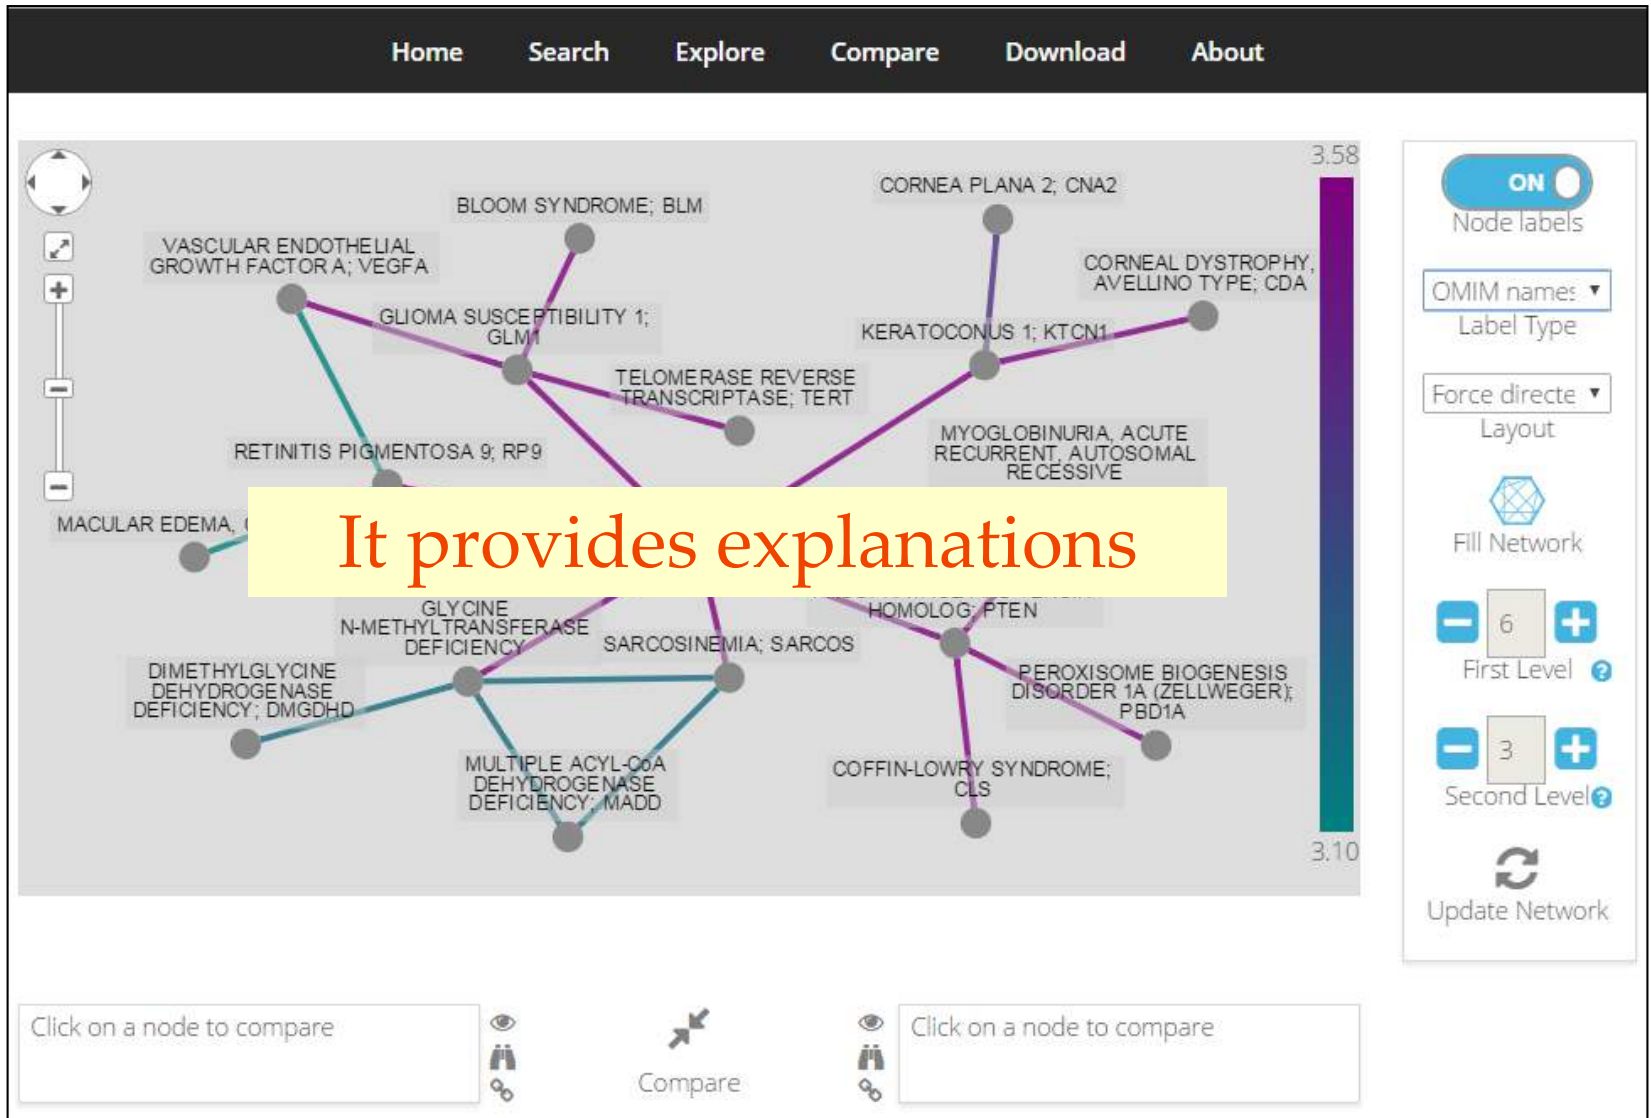 Home Search Explore Compare Download About
3.58
BLOOM SYNDROME; BLM
CORNEA PLANA 2; CNA2
VASCULAR ENDOTHELIAL
GROWTH FACTOR A; VEGFA
CORNEAL DYSTROPHY,
AVELLINO TYPE; CDA
GLIOMA SUSCEPTIBILITY 1;
GLM1
KERATOCONUS 1; KTCN1
TELOMERASE REVERSE
TRANSCRIPTASE; TERT
MYOGLOBINURIA, ACUTE
RECURRENT, AUTOSOMAL
RECESSIVE
RETINITIS PIGMENTOSA 9; RP9
MACULAR EDEMA,
It provides explanations
HOMOLOG; PTEN
GLYCINE
N-METHYLTRANSFERASE
DEFICIENCY
SARCOSINEMIA; SARCOS
DIMETHYLGLYCINE
DEHYDROGENASE
DEFICIENCY; DMGDHD
PEROXISOME BIOGENESIS
DISORDER 1A (ZELLWEGER);
PBD1A
MULTIPLE ACYL-CoA
DEHYDROGENASE
DEFICIENCY; MADD
COFFIN-LOWRY SYNDROME;
CLS
3.10
ON
Node labels
OMIM names
Label Type
Force directe
Layout
Fill Network
6
First Level ?
3
Second Level ?
Update Network
Click on a node to compare
Compare
Click on a node to compare